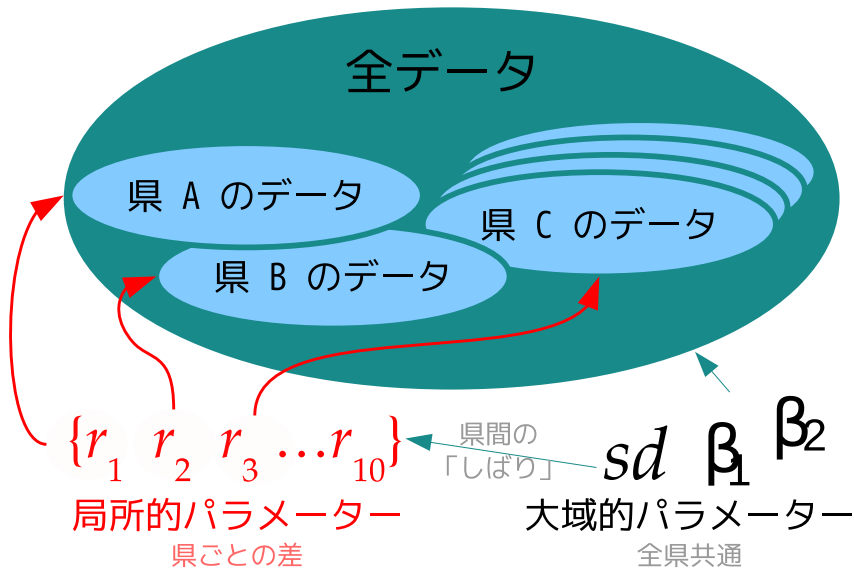 全データ
県 A のデータ
県 C のデータ
県 B のデータ
{r1 r2 r3 …r10}
県間の
「しばり」
sd β1 β2
局所的パラメーター
大域的パラメーター
県ごとの差
全県共通